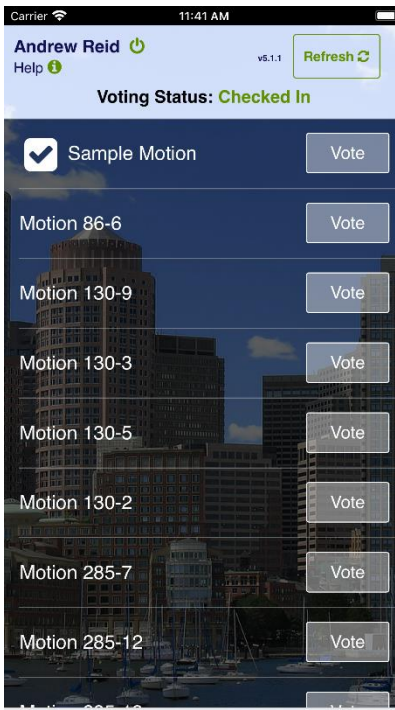 Carrier 11:41 AM
Andrew Reid
Help
v5.1.1
Refresh
Voting Status: Checked In
Sample Motion Vote
Motion 86-6 Vote
Motion 130-9 Vote
Motion 130-3 Vote
Motion 130-5 Vote
Motion 130-2 Vote
Motion 285-7 Vote
Motion 285-12 Vote